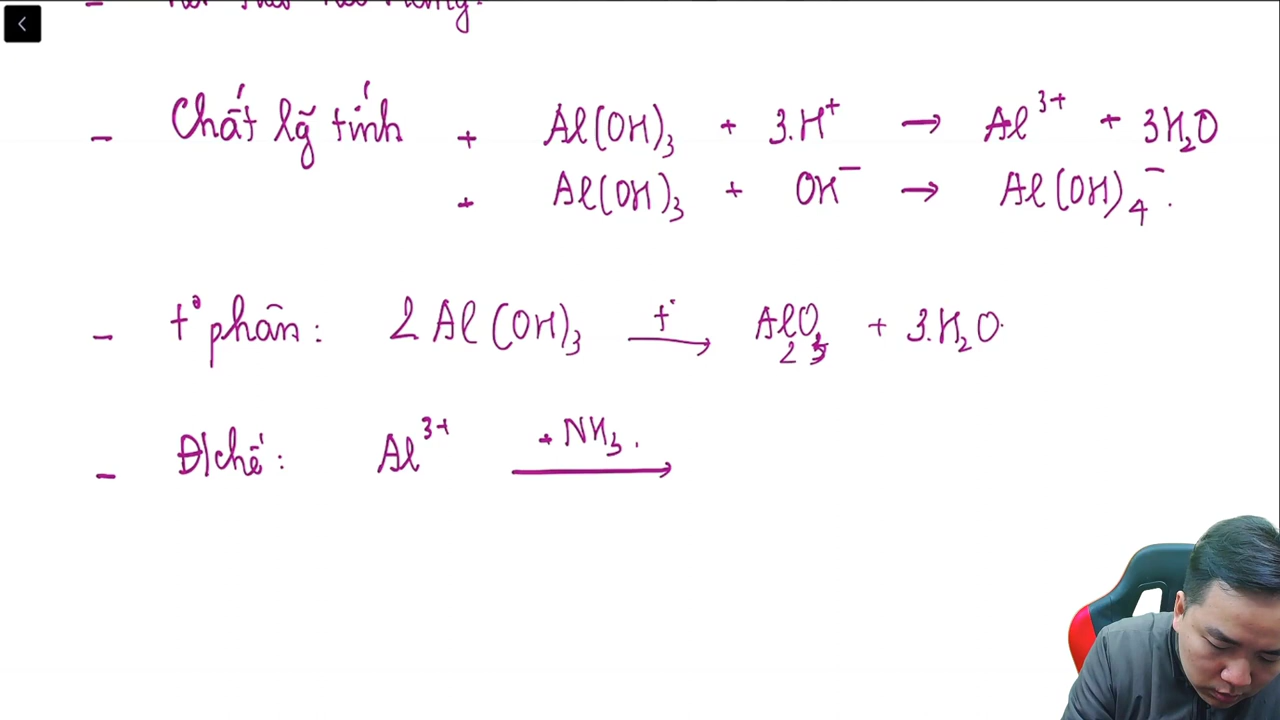 - Chất lg̃ tính + Al(OH)₃ + 3.H⁺ → Al³⁺ + 3H₂O
+ Al(OH)₃ + OH⁻ → Al(OH)₄⁻.
- t° phân: 2Al(OH)₃ t° → Al₂O₃ + 3.H₂O
- Đ/chế: Al³⁺ + NH₃. →